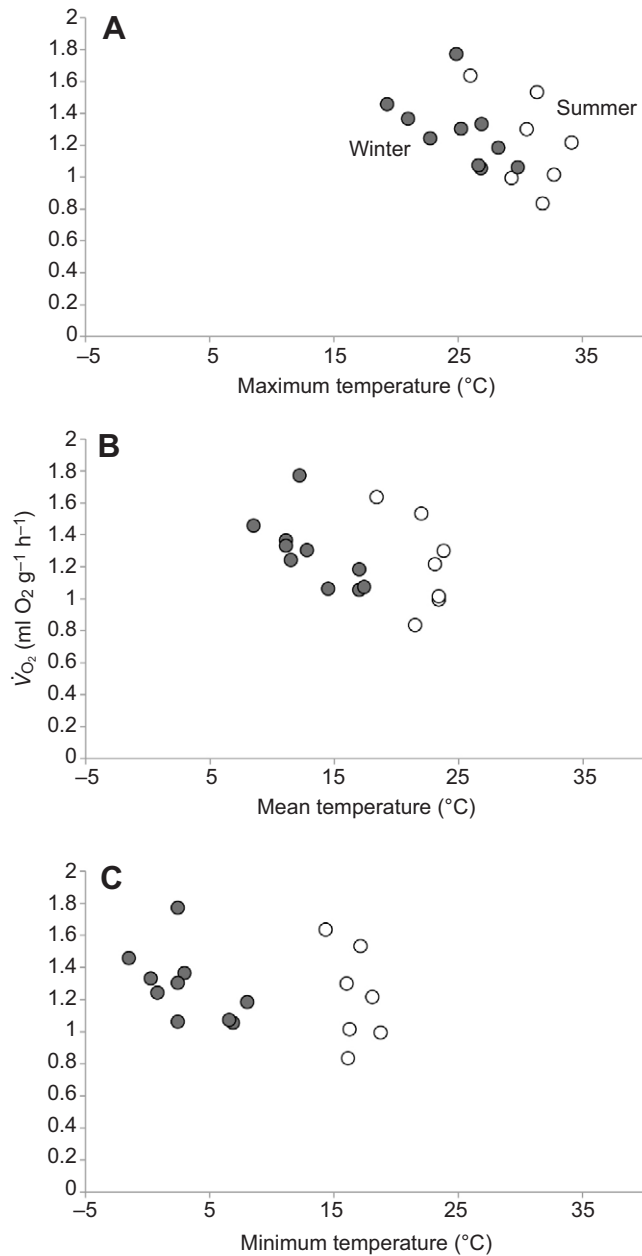 A
2
1.8
1.6
1.4
1.2
1
0.8
0.6
0.4
0.2
0
Winter
Summer
–5 5 15 25 35
Maximum temperature (°C)
B
2
1.8
1.6
1.4
1.2
1
0.8
0.6
0.4
0.2
0
V̇O₂ (ml O₂ g⁻¹ h⁻¹)
–5 5 15 25 35
Mean temperature (°C)
C
2
1.8
1.6
1.4
1.2
1
0.8
0.6
0.4
0.2
0
–5 5 15 25 35
Minimum temperature (°C)